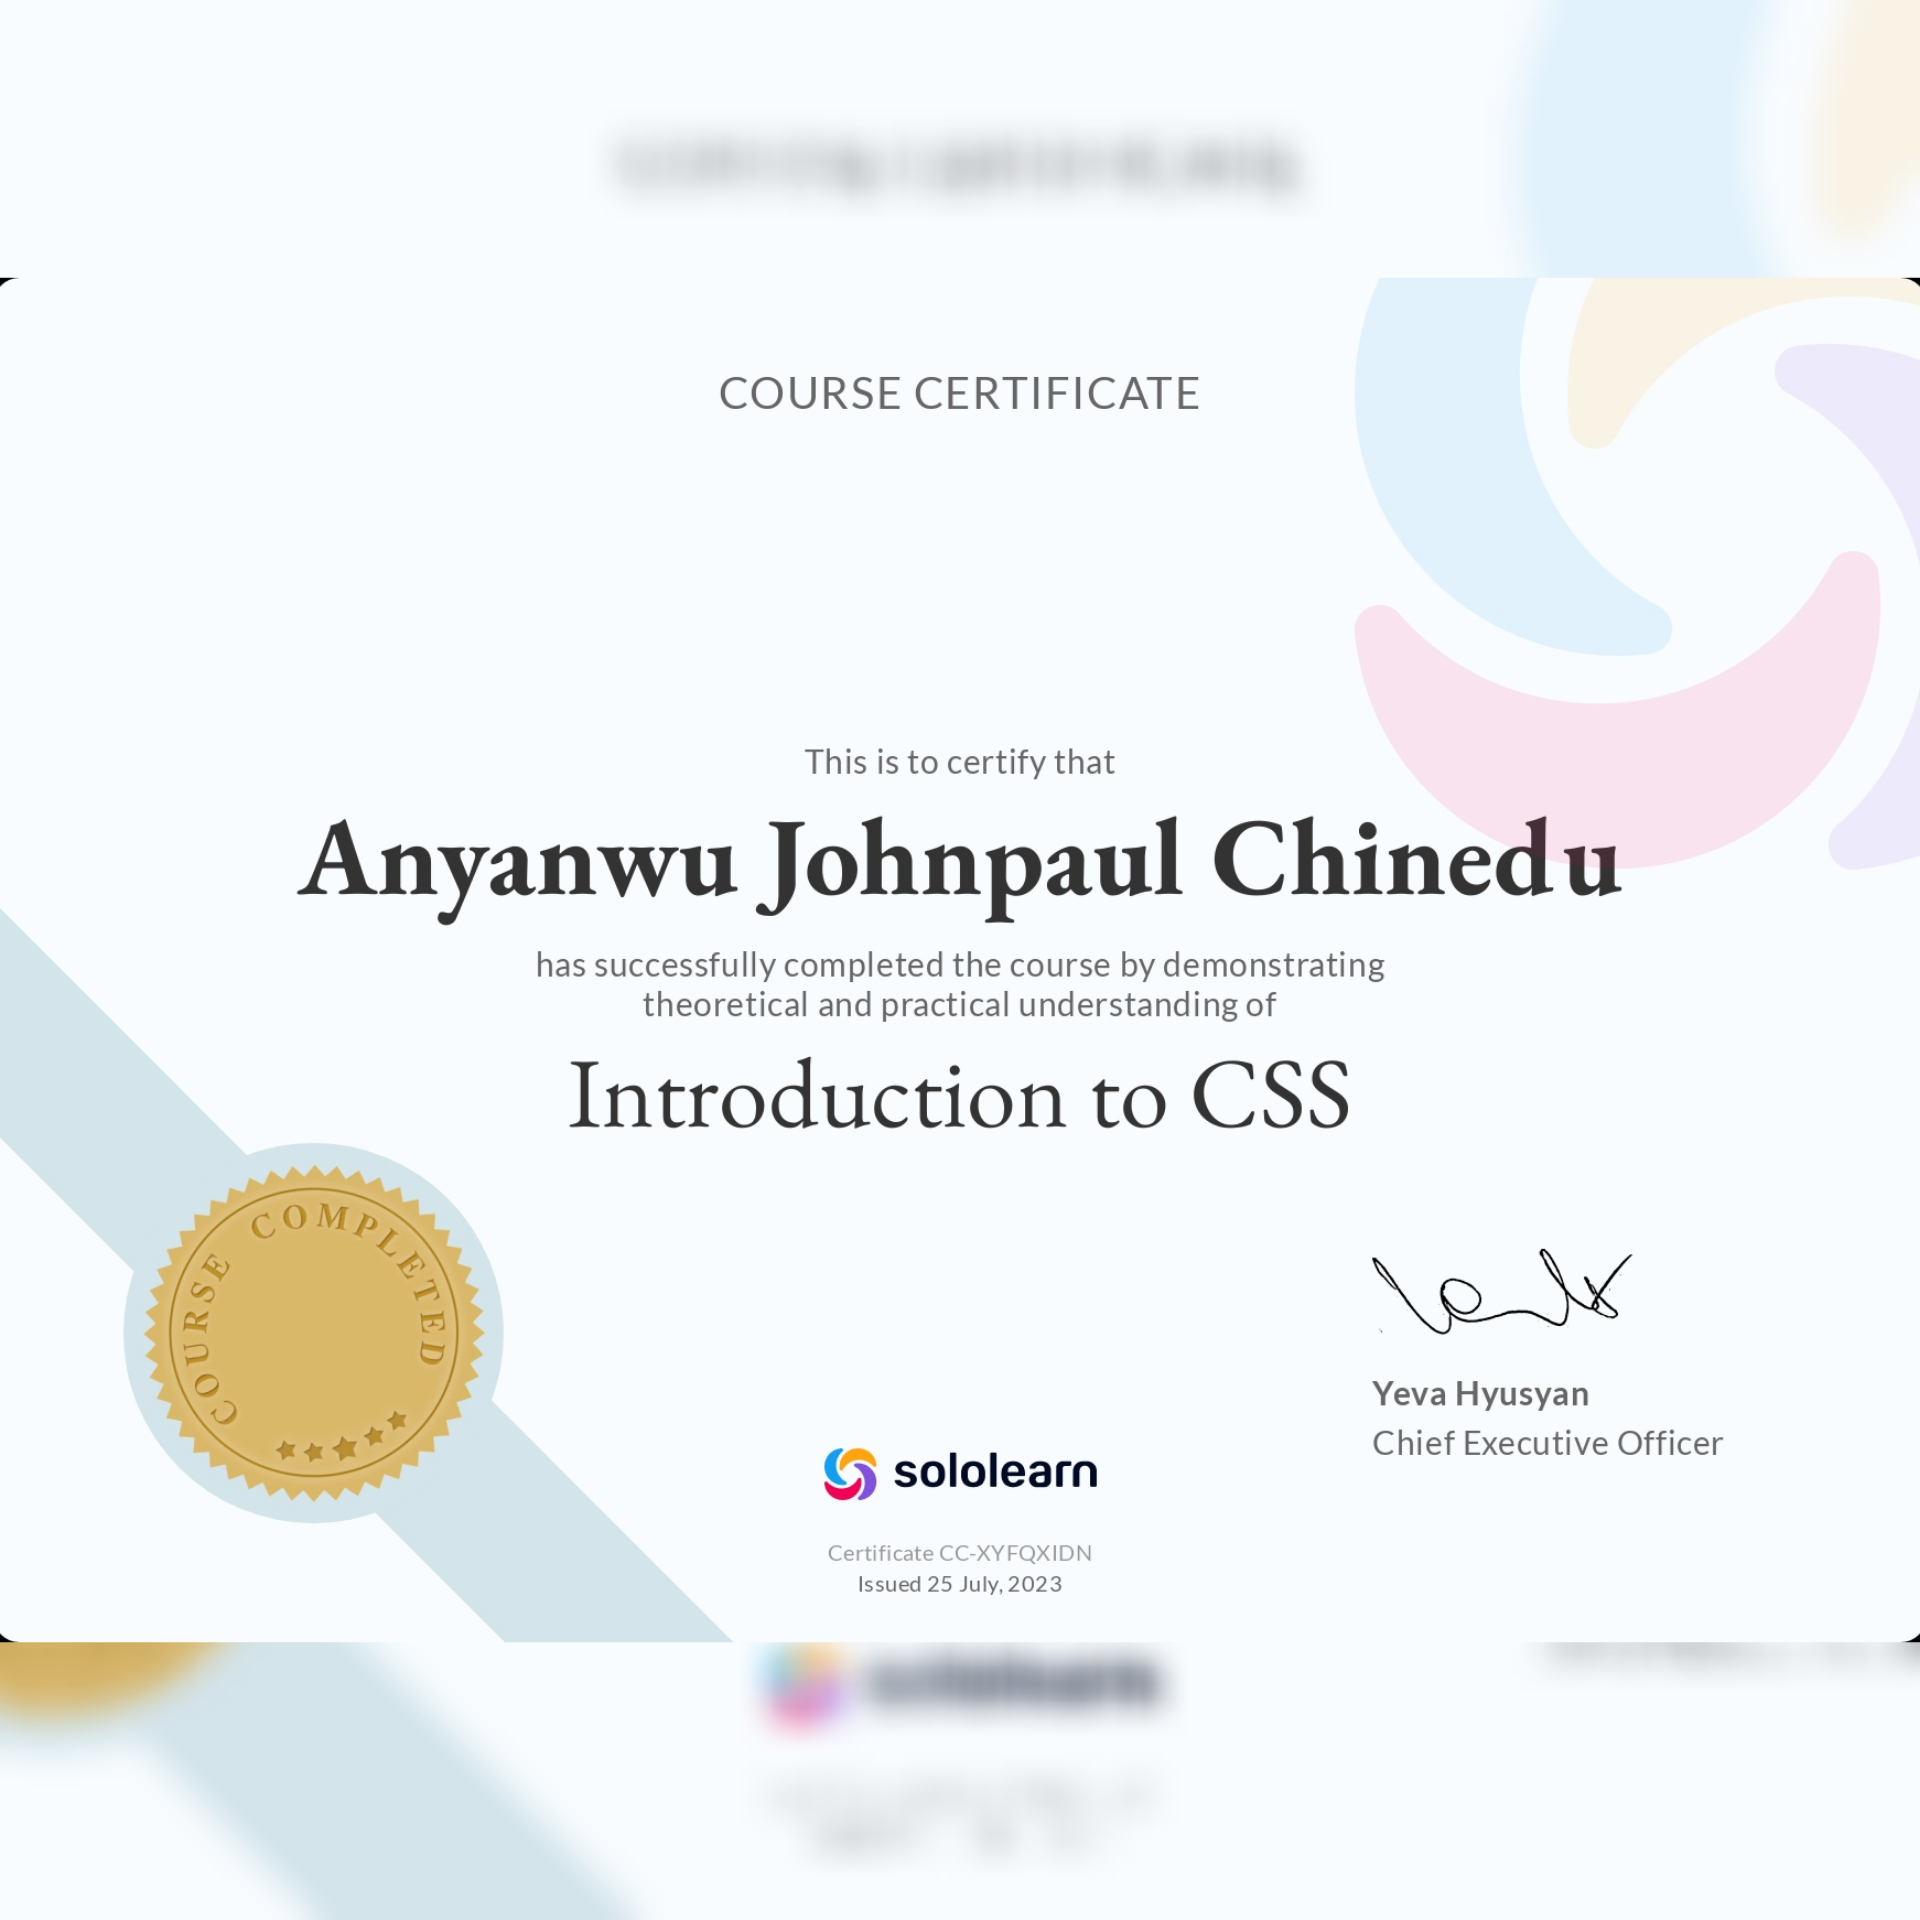 COURSE CERTIFICATE
This is to certify that
Anyanwu Johnpaul Chinedu
has successfully completed the course by demonstrating
theoretical and practical understanding of
Introduction to CSS
COURSE COMPLETED
Yeva Hyusyan
Chief Executive Officer
sololearn
Certificate CC-XYFQXIDN
Issued 25 July, 2023